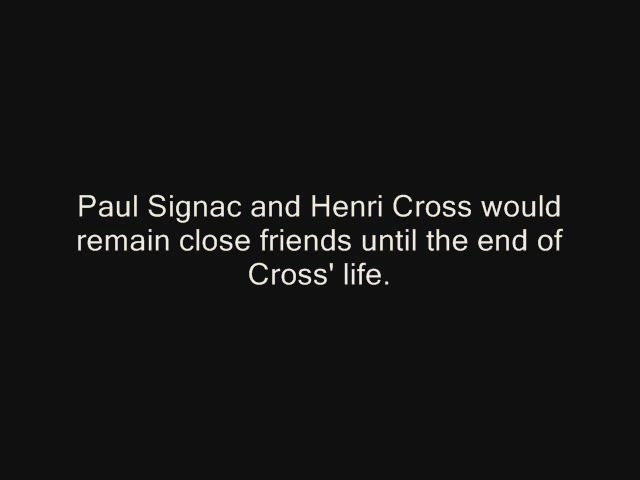 Paul Signac and Henri Cross would
remain close friends until the end of
Cross' life.